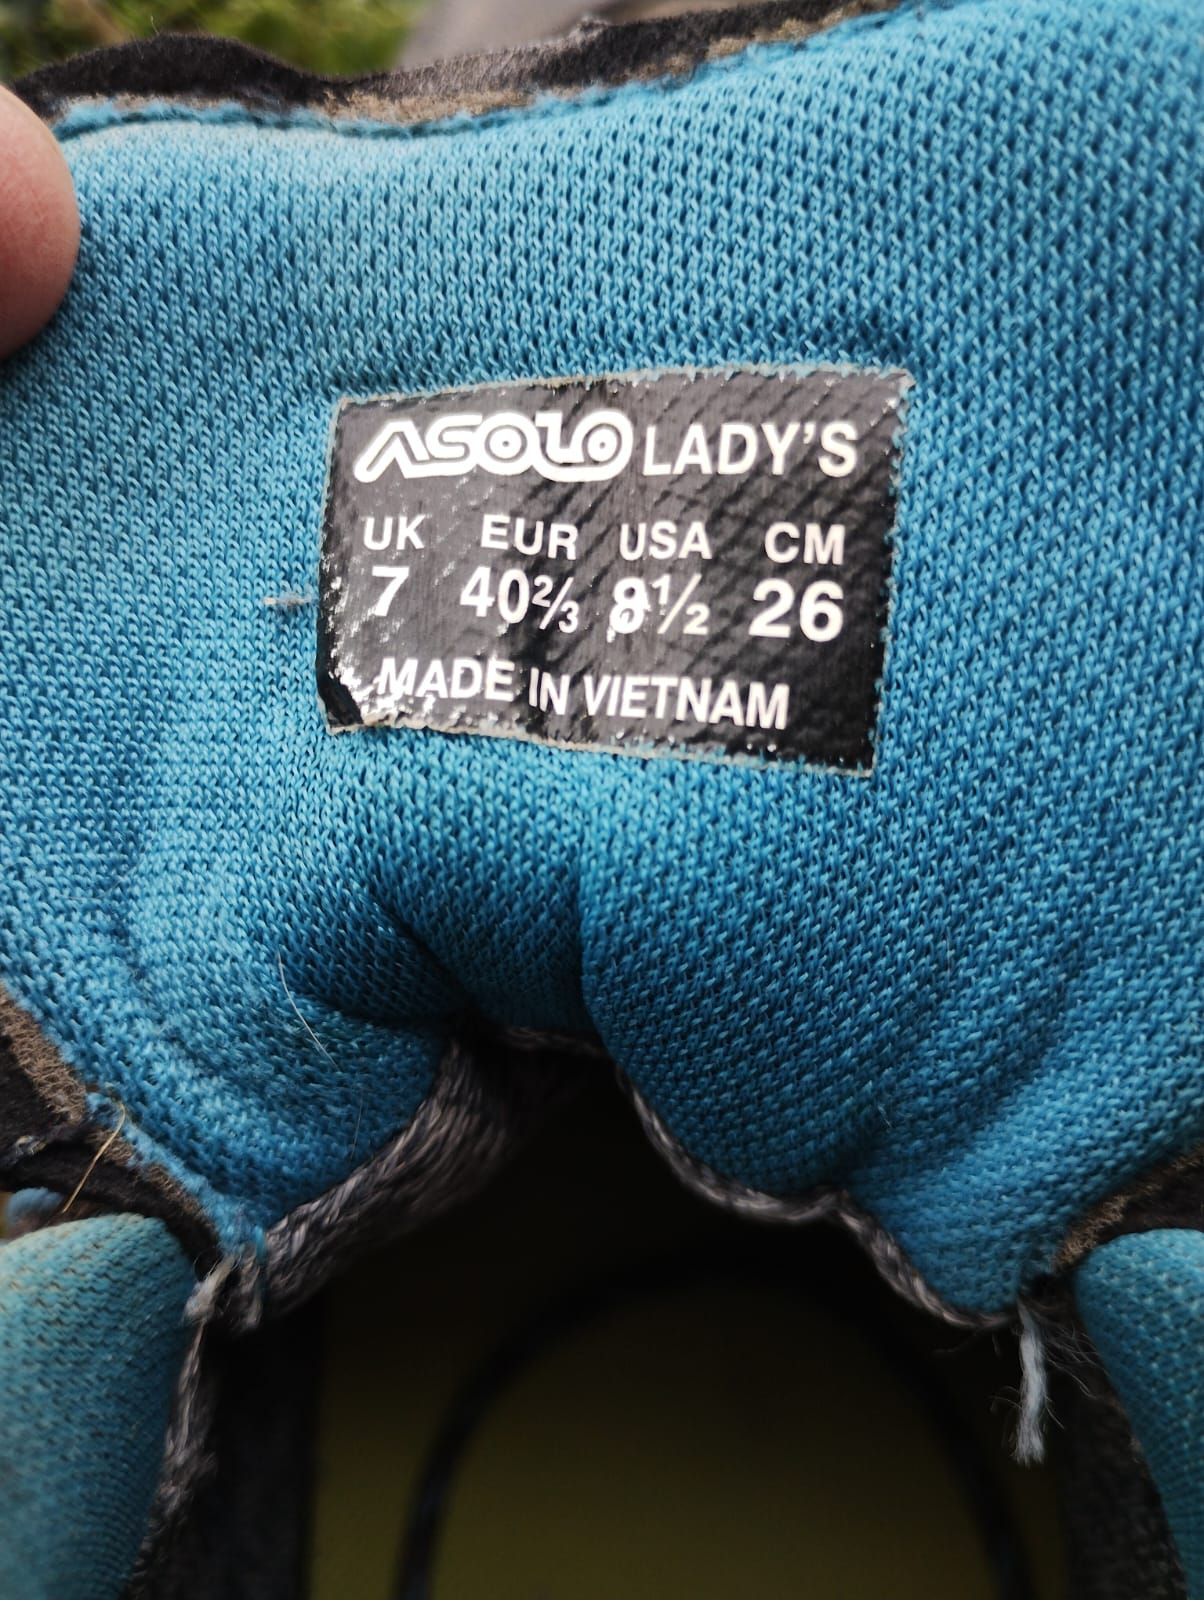 ASOLO LADY'S
UK EUR USA CM
7 40⅔ 8½ 26
MADE IN VIETNAM